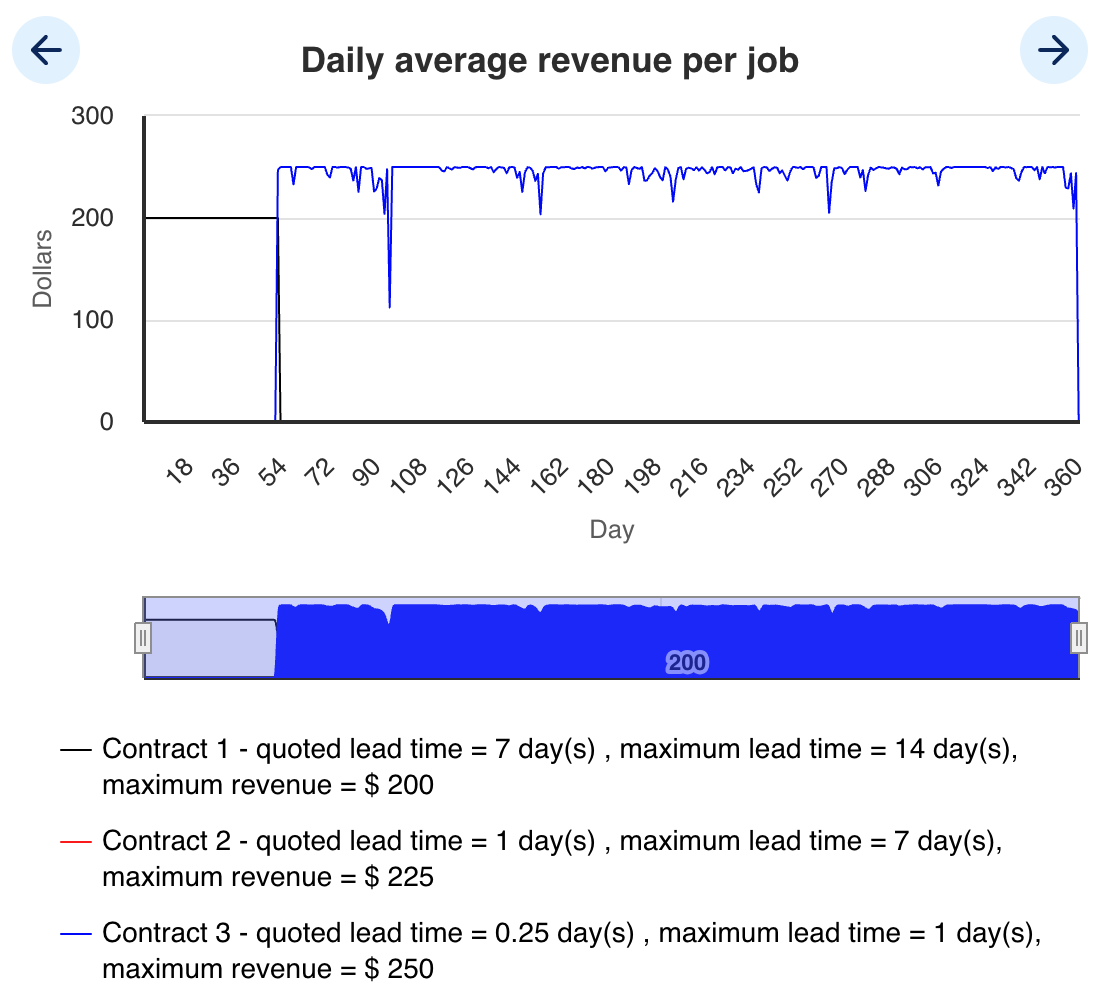 Daily average revenue per job
300
200
100
0
Dollars
18 36 54 72 90 108 126 144 162 180 198 216 234 252 270 288 306 324 342 360
Day
200
Contract 1 - quoted lead time = 7 day(s) , maximum lead time = 14 day(s),
maximum revenue = $ 200
Contract 2 - quoted lead time = 1 day(s) , maximum lead time = 7 day(s),
maximum revenue = $ 225
Contract 3 - quoted lead time = 0.25 day(s) , maximum lead time = 1 day(s),
maximum revenue = $ 250